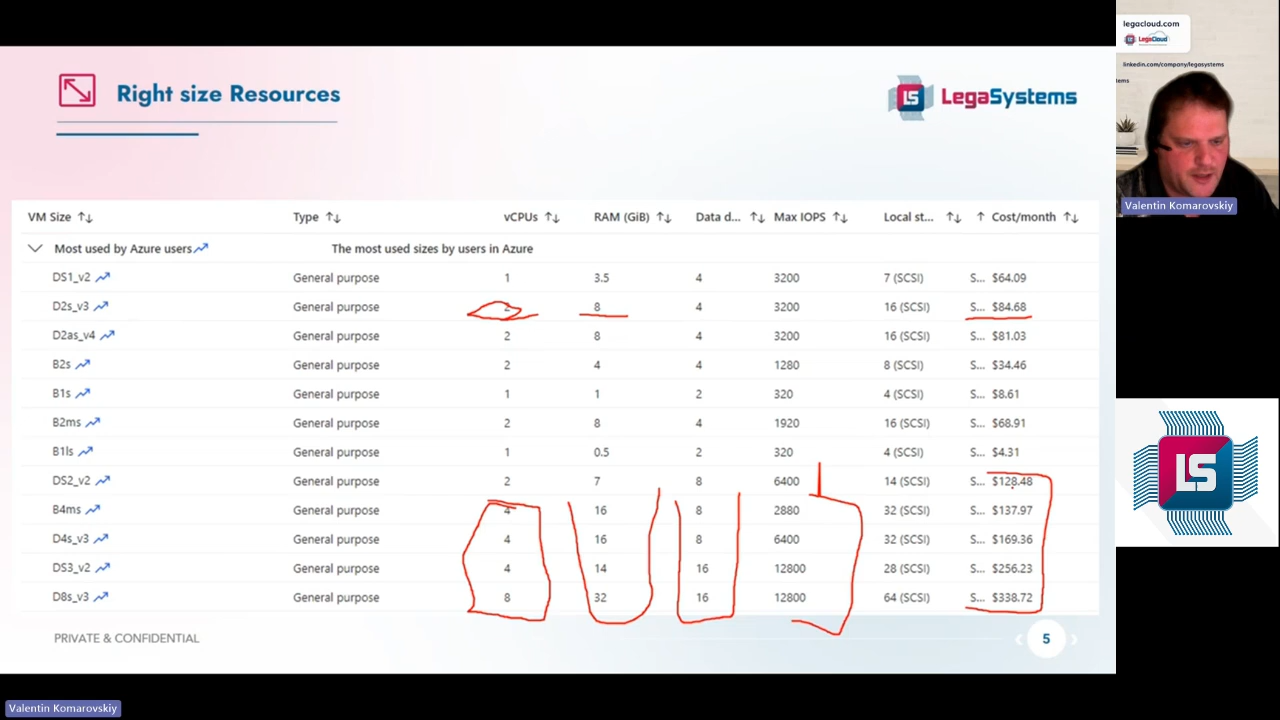 legacloud.com
LegaCloud
linkedin.com/company/legasystems
tems
Right size Resources
LS LegaSystems
Valentin Komarovskiy
VM Size Type vCPUs RAM (GiB) Data d... Max IOPS Local st... Cost/month
Most used by Azure users The most used sizes by users in Azure
DS1_v2 General purpose 1 3.5 4 3200 7 (SCSI) S... $64.09
D2s_v3 General purpose 2 8 4 3200 16 (SCSI) S... $84.68
D2as_v4 General purpose 2 8 4 3200 16 (SCSI) S... $81.03
B2s General purpose 2 4 4 1280 8 (SCSI) S... $34.46
B1s General purpose 1 1 2 320 4 (SCSI) S... $8.61
B2ms General purpose 2 8 4 1920 16 (SCSI) S... $68.91
B1ls General purpose 1 0.5 2 320 4 (SCSI) S... $4.31
DS2_v2 General purpose 2 7 8 6400 14 (SCSI) S... $128.48
B4ms General purpose 4 16 8 2880 32 (SCSI) S... $137.97
D4s_v3 General purpose 4 16 8 6400 32 (SCSI) S... $169.36
DS3_v2 General purpose 4 14 16 12800 28 (SCSI) S... $256.23
D8s_v3 General purpose 8 32 16 12800 64 (SCSI) S... $338.72
LS
PRIVATE & CONFIDENTIAL 5
Valentin Komarovskiy